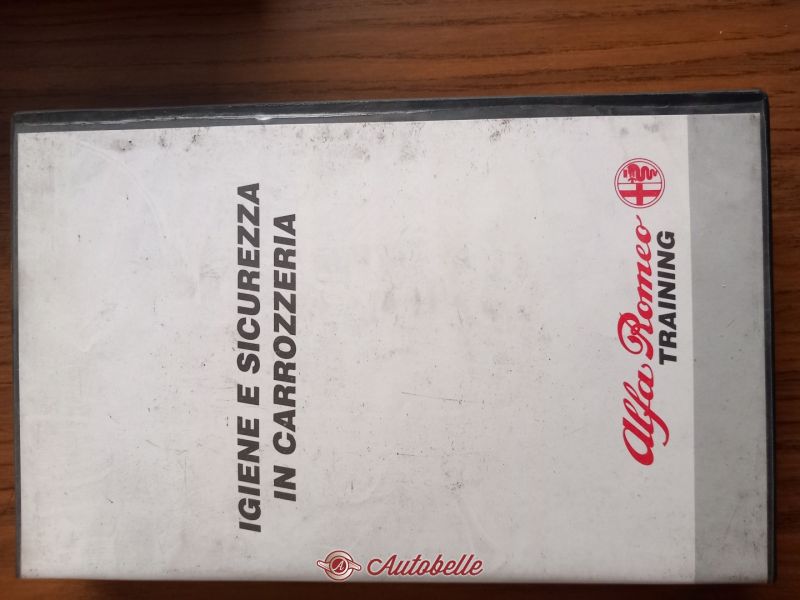 IGIENE E SICUREZZA
IN CARROZZERIA
Alfa Romeo
TRAINING
Autobelle